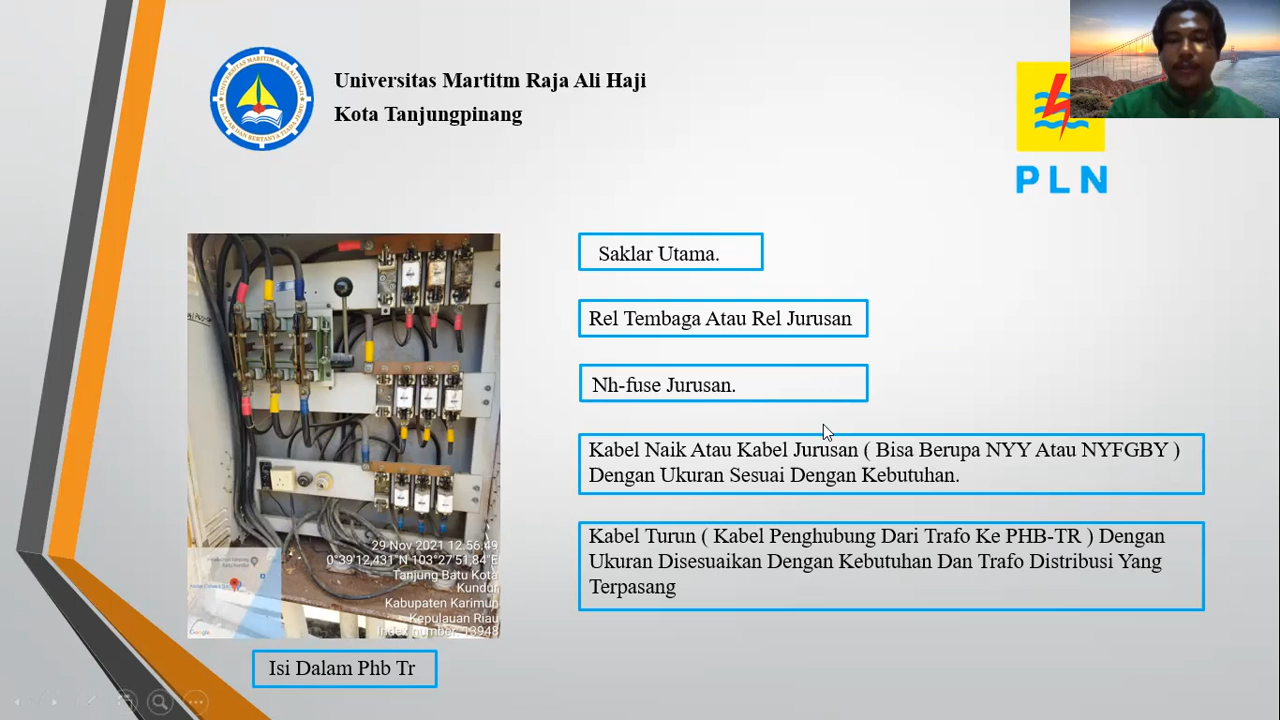 Universitas Martitm Raja Ali Haji
Kota Tanjungpinang
PLN
Saklar Utama.
Rel Tembaga Atau Rel Jurusan
Nh-fuse Jurusan.
Kabel Naik Atau Kabel Jurusan ( Bisa Berupa NYY Atau NYFGBY )
Dengan Ukuran Sesuai Dengan Kebutuhan.
Kabel Turun ( Kabel Penghubung Dari Trafo Ke PHB-TR ) Dengan
Ukuran Disesuaikan Dengan Kebutuhan Dan Trafo Distribusi Yang
Terpasang
29 Nov 2021 12.56.49
0°39'12,431"N 103°27'51,84"E
Tanjung Batu Kota
Kundur
Kabupaten Karimun
Kepulauan Riau
Index number: 13948
Google
Isi Dalam Phb Tr